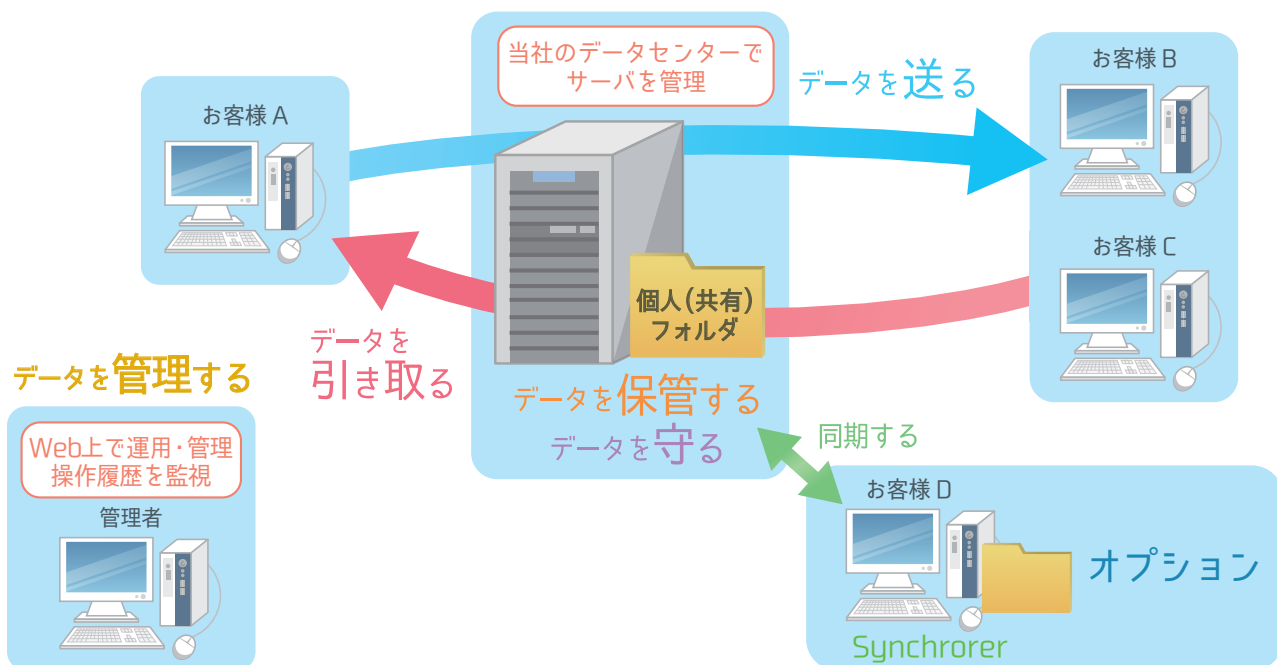 当社のデータセンターで
サーバを管理
データを送る
お客様 B
お客様 A
お客様 C
個人(共有)
フォルダ
データを
引き取る
データを管理する
データを保管する
データを守る
同期する
Web上で運用・管理
操作履歴を監視
管理者
お客様 D
オプション
Synchrorer